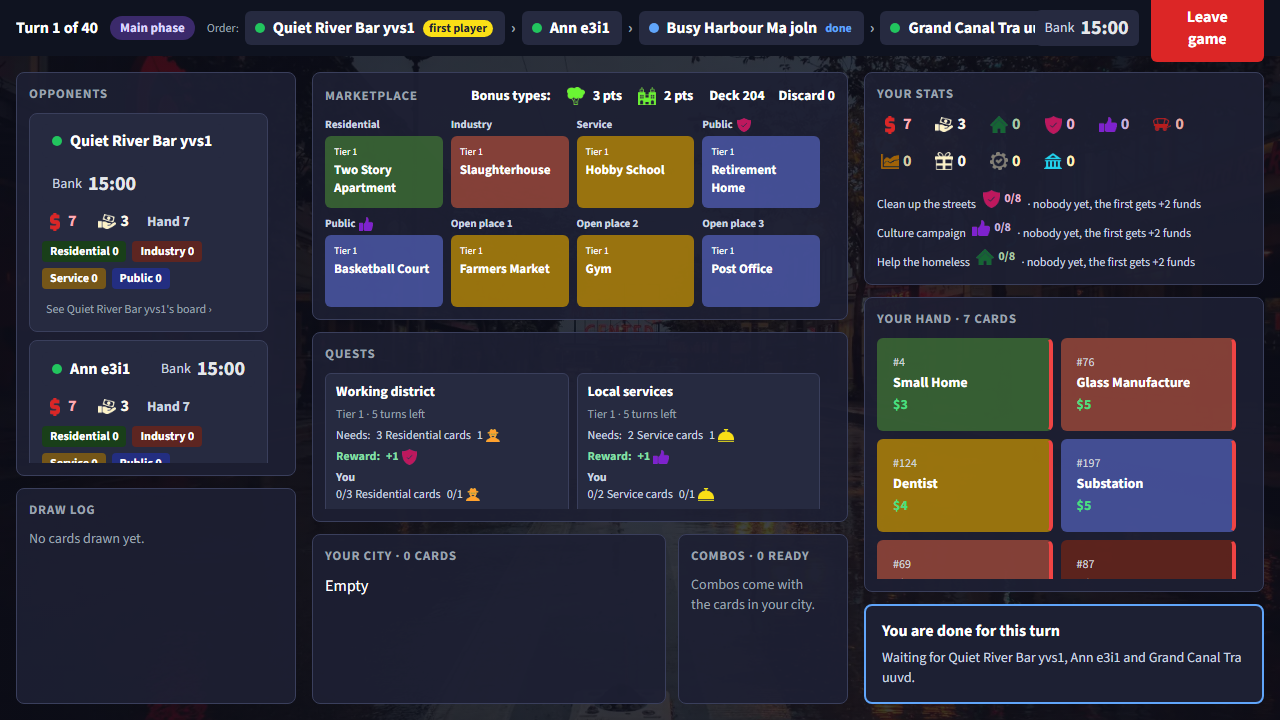 Turn 1 of 40 Main phase Order: Quiet River Bar yvs1 first player › Ann e3i1 › Busy Harbour Ma joln done › Grand Canal Tra Bank 15:00 Leave game
OPPONENTS
Quiet River Bar yvs1
Bank 15:00
7 3 Hand 7
Residential 0 Industry 0
Service 0 Public 0
See Quiet River Bar yvs1's board ›
Ann e3i1 Bank 15:00
7 3 Hand 7
Residential 0 Industry 0
Service 0 Public 0
DRAW LOG
No cards drawn yet.
MARKETPLACE Bonus types: 3 pts 2 pts Deck 204 Discard 0
Residential Industry Service Public
Tier 1 Tier 1 Tier 1 Tier 1
Two Story Apartment Slaughterhouse Hobby School Retirement Home
Public Open place 1 Open place 2 Open place 3
Tier 1 Tier 1 Tier 1 Tier 1
Basketball Court Farmers Market Gym Post Office
QUESTS
Working district
Tier 1 · 5 turns left
Needs: 3 Residential cards 1
Reward: +1
You
0/3 Residential cards 0/1
Local services
Tier 1 · 5 turns left
Needs: 2 Service cards 1
Reward: +1
You
0/2 Service cards 0/1
YOUR CITY · 0 CARDS
Empty
COMBOS · 0 READY
Combos come with
the cards in your city.
YOUR STATS
7 3 0 0 0 0
0 0 0 0
Clean up the streets 0/8 · nobody yet, the first gets +2 funds
Culture campaign 0/8 · nobody yet, the first gets +2 funds
Help the homeless 0/8 · nobody yet, the first gets +2 funds
YOUR HAND · 7 CARDS
#4 #76
Small Home Glass Manufacture
$3 $5
#124 #197
Dentist Substation
$4 $5
#69 #87
You are done for this turn
Waiting for Quiet River Bar yvs1, Ann e3i1 and Grand Canal Tra
uuvd.